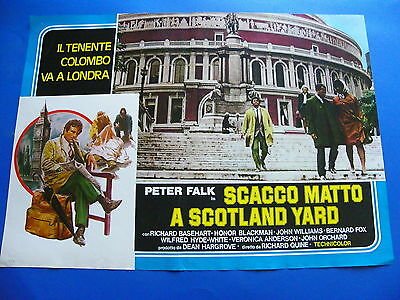 IL TENENTE
COLOMBO
VA A LONDRA
PETER FALK in SCACCO MATTO
A SCOTLAND YARD
con RICHARD BASEHART · HONOR BLACKMAN · JOHN WILLIAMS · BERNARD FOX
WILFRED HYDE-WHITE · VERONICA ANDERSON · JOHN ORCHARD
prodotto da DEAN HARGROVE · diretto da RICHARD QUINE · TECHNICOLOR